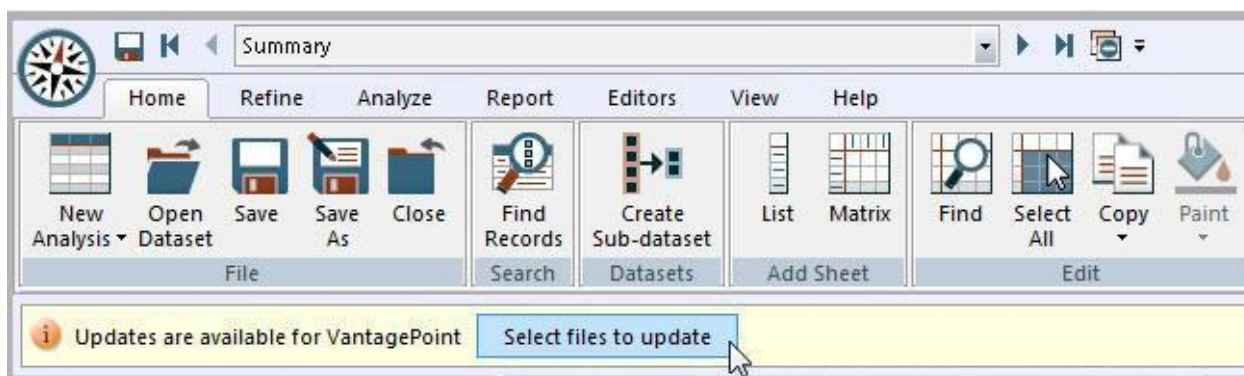 Summary
Home Refine Analyze Report Editors View Help
New Analysis Open Dataset Save Save As Close Find Records Create Sub-dataset List Matrix Find Select All Copy Paint
File Search Datasets Add Sheet Edit
i Updates are available for VantagePoint Select files to update